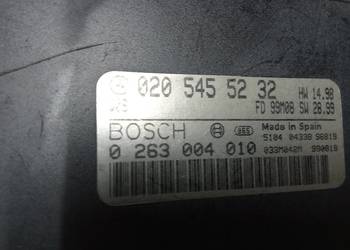 020 545 52 32 HW 14.98
FD 99M08 SW 28.99
BOSCH Made in Spain
0 263 004 010